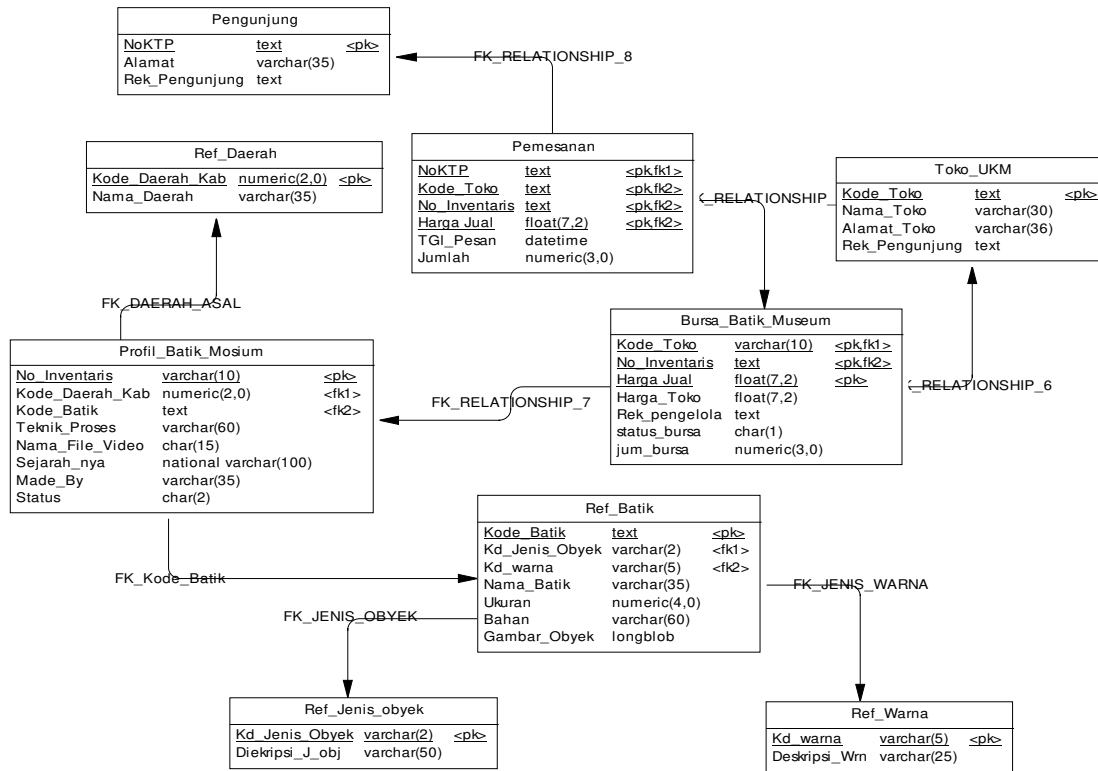 Pengunjung
NoKTP text <pk>
Alamat varchar(35)
Rek_Pengunjung text
FK_RELATIONSHIP_8
Ref_Daerah
Kode_Daerah_Kab numeric(2,0) <pk>
Nama_Daerah varchar(35)
Pemesanan
NoKTP text <pk,fk1>
Kode_Toko text <pk,fk2>
No_Inventaris text <pk,fk2>
Harga Jual float(7,2) <pk,fk2>
TGl_Pesan datetime
Jumlah numeric(3,0)
K_RELATIONSHIP_
Toko_UKM
Kode_Toko text <pk>
Nama_Toko varchar(30)
Alamat_Toko varchar(36)
Rek_Pengunjung text
FK_DAERAH_ASAL
Profil_Batik_Mosium
No_Inventaris varchar(10) <pk>
Kode_Daerah_Kab numeric(2,0) <fk1>
Kode_Batik text <fk2>
Teknik_Proses varchar(60)
Nama_File_Video char(15)
Sejarah_nya national varchar(100)
Made_By varchar(35)
Status char(2)
FK_RELATIONSHIP_7
Bursa_Batik_Museum
Kode_Toko varchar(10) <pk,fk1>
No_Inventaris text <pk,fk2>
Harga Jual float(7,2) <pk>
Harga_Toko float(7,2)
Rek_pengelola text
status_bursa char(1)
jum_bursa numeric(3,0)
K_RELATIONSHIP_6
FK_Kode_Batik
Ref_Batik
Kode_Batik text <pk>
Kd_Jenis_Obyek varchar(2) <fk1>
Kd_warna varchar(5) <fk2>
Nama_Batik varchar(35)
Ukuran numeric(4,0)
Bahan varchar(60)
Gambar_Obyek longblob
FK_JENIS_WARNA
FK_JENIS_OBYEK
Ref_Jenis_obyek
Kd_Jenis_Obyek varchar(2) <pk>
Diekripsi_J_obj varchar(50)
Ref_Warna
Kd_warna varchar(5) <pk>
Deskripsi_Wrn varchar(25)